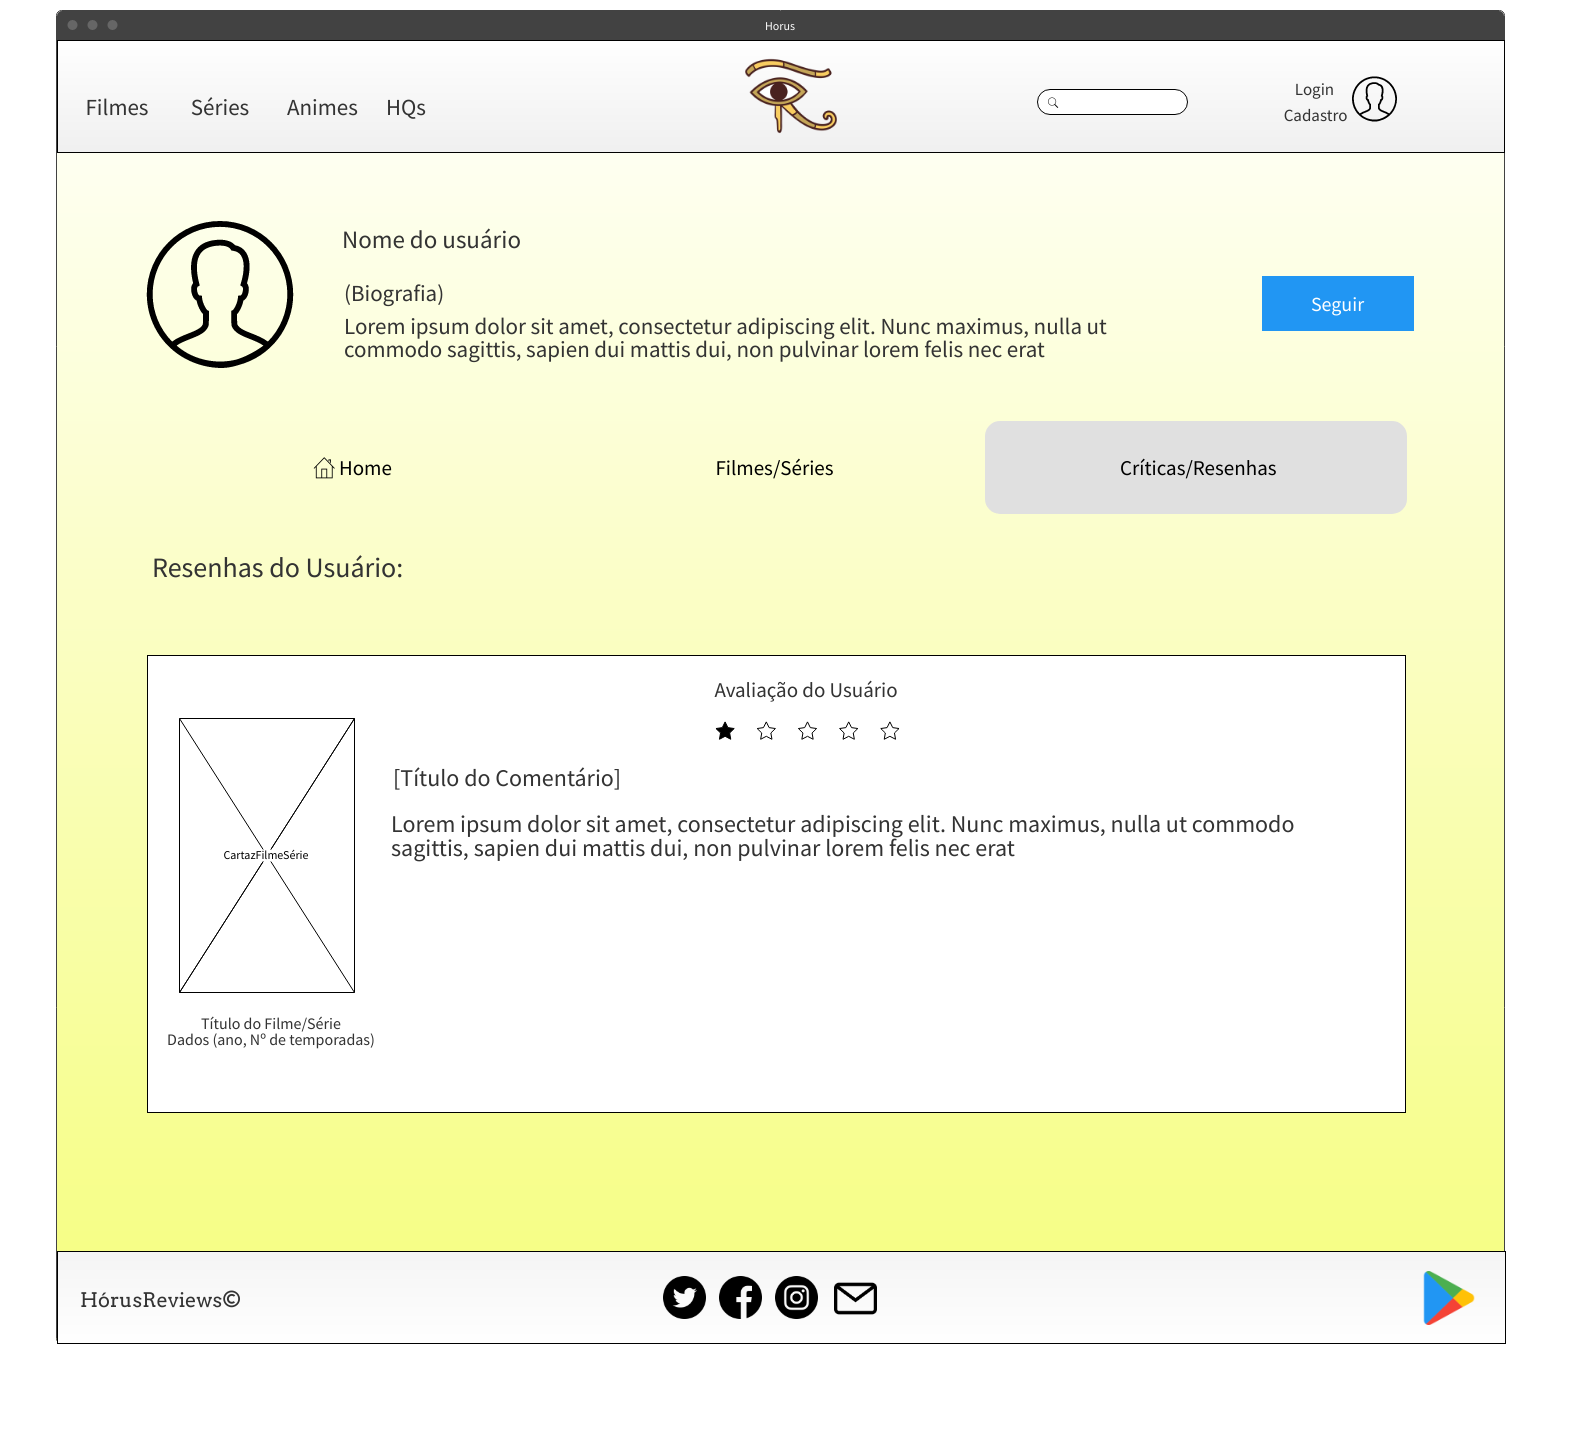 Horus
Filmes Séries Animes HQs
Login
Cadastro
Nome do usuário
(Biografia)
Lorem ipsum dolor sit amet, consectetur adipiscing elit. Nunc maximus, nulla ut
commodo sagittis, sapien dui mattis dui, non pulvinar lorem felis nec erat
Seguir
Home
Filmes/Séries
Críticas/Resenhas
Resenhas do Usuário:
Avaliação do Usuário
[Título do Comentário]
Lorem ipsum dolor sit amet, consectetur adipiscing elit. Nunc maximus, nulla ut commodo
sagittis, sapien dui mattis dui, non pulvinar lorem felis nec erat
CartazFilmeSérie
Título do Filme/Série
Dados (ano, Nº de temporadas)
HórusReviews©